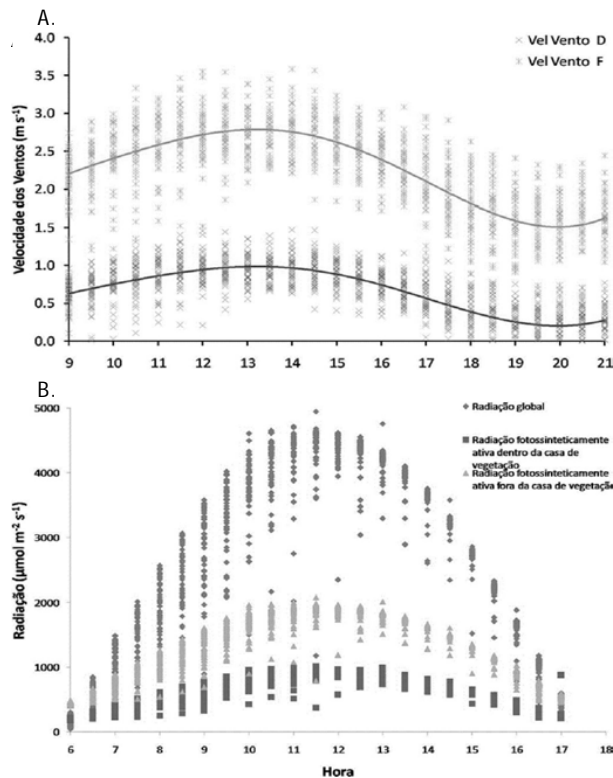 A.
Vel Vento D
Vel Vento F
Velocidade dos Ventos (m s⁻¹)
4.0
3.5
3.0
2.5
2.0
1.5
1.0
0.5
0.0
9 10 11 12 13 14 15 16 17 18 19 20 21
B.
Radiação global
Radiação fotossinteticamente
ativa dentro da casa de
vegetação
Radiação fotossinteticamente
ativa fora da casa de vegetação
Radiação (µmol m⁻² s⁻¹)
5000
4000
3000
2000
1000
0
6 7 8 9 10 11 12 13 14 15 16 17 18
Hora